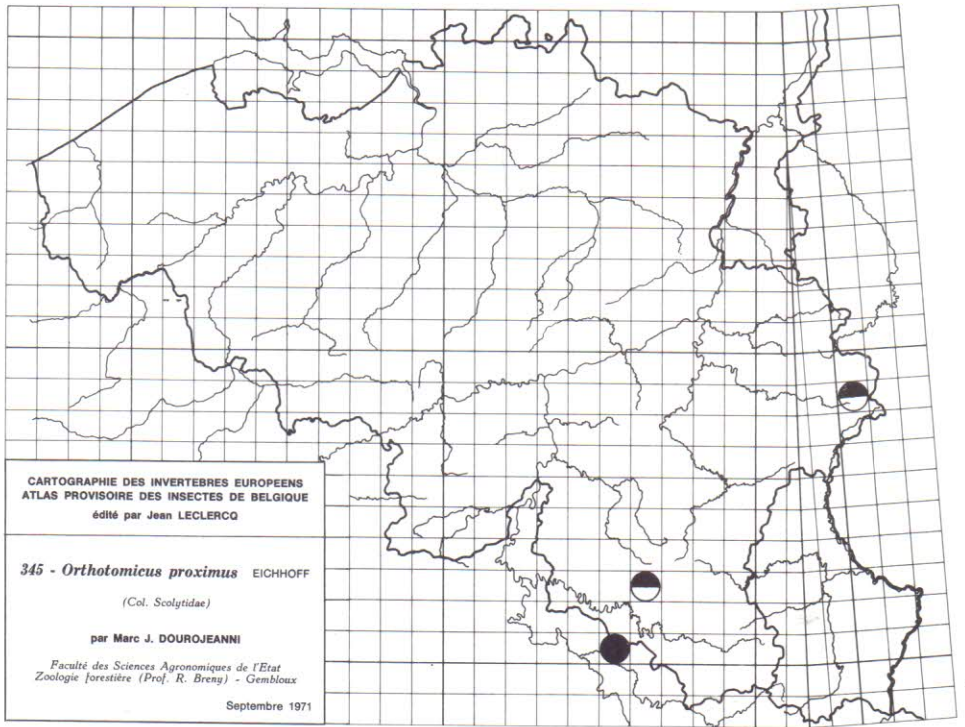 CARTOGRAPHIE DES INVERTEBRES EUROPEENS
ATLAS PROVISOIRE DES INSECTES DE BELGIQUE
édité par Jean LECLERCQ
345 - Orthotomicus proximus EICHHOFF
(Col. Scolytidae)
par Marc J. DOUROJEANNI
Faculté des Sciences Agronomiques de l'Etat
Zoologie forestière (Prof. R. Breny) - Gembloux
Septembre 1971